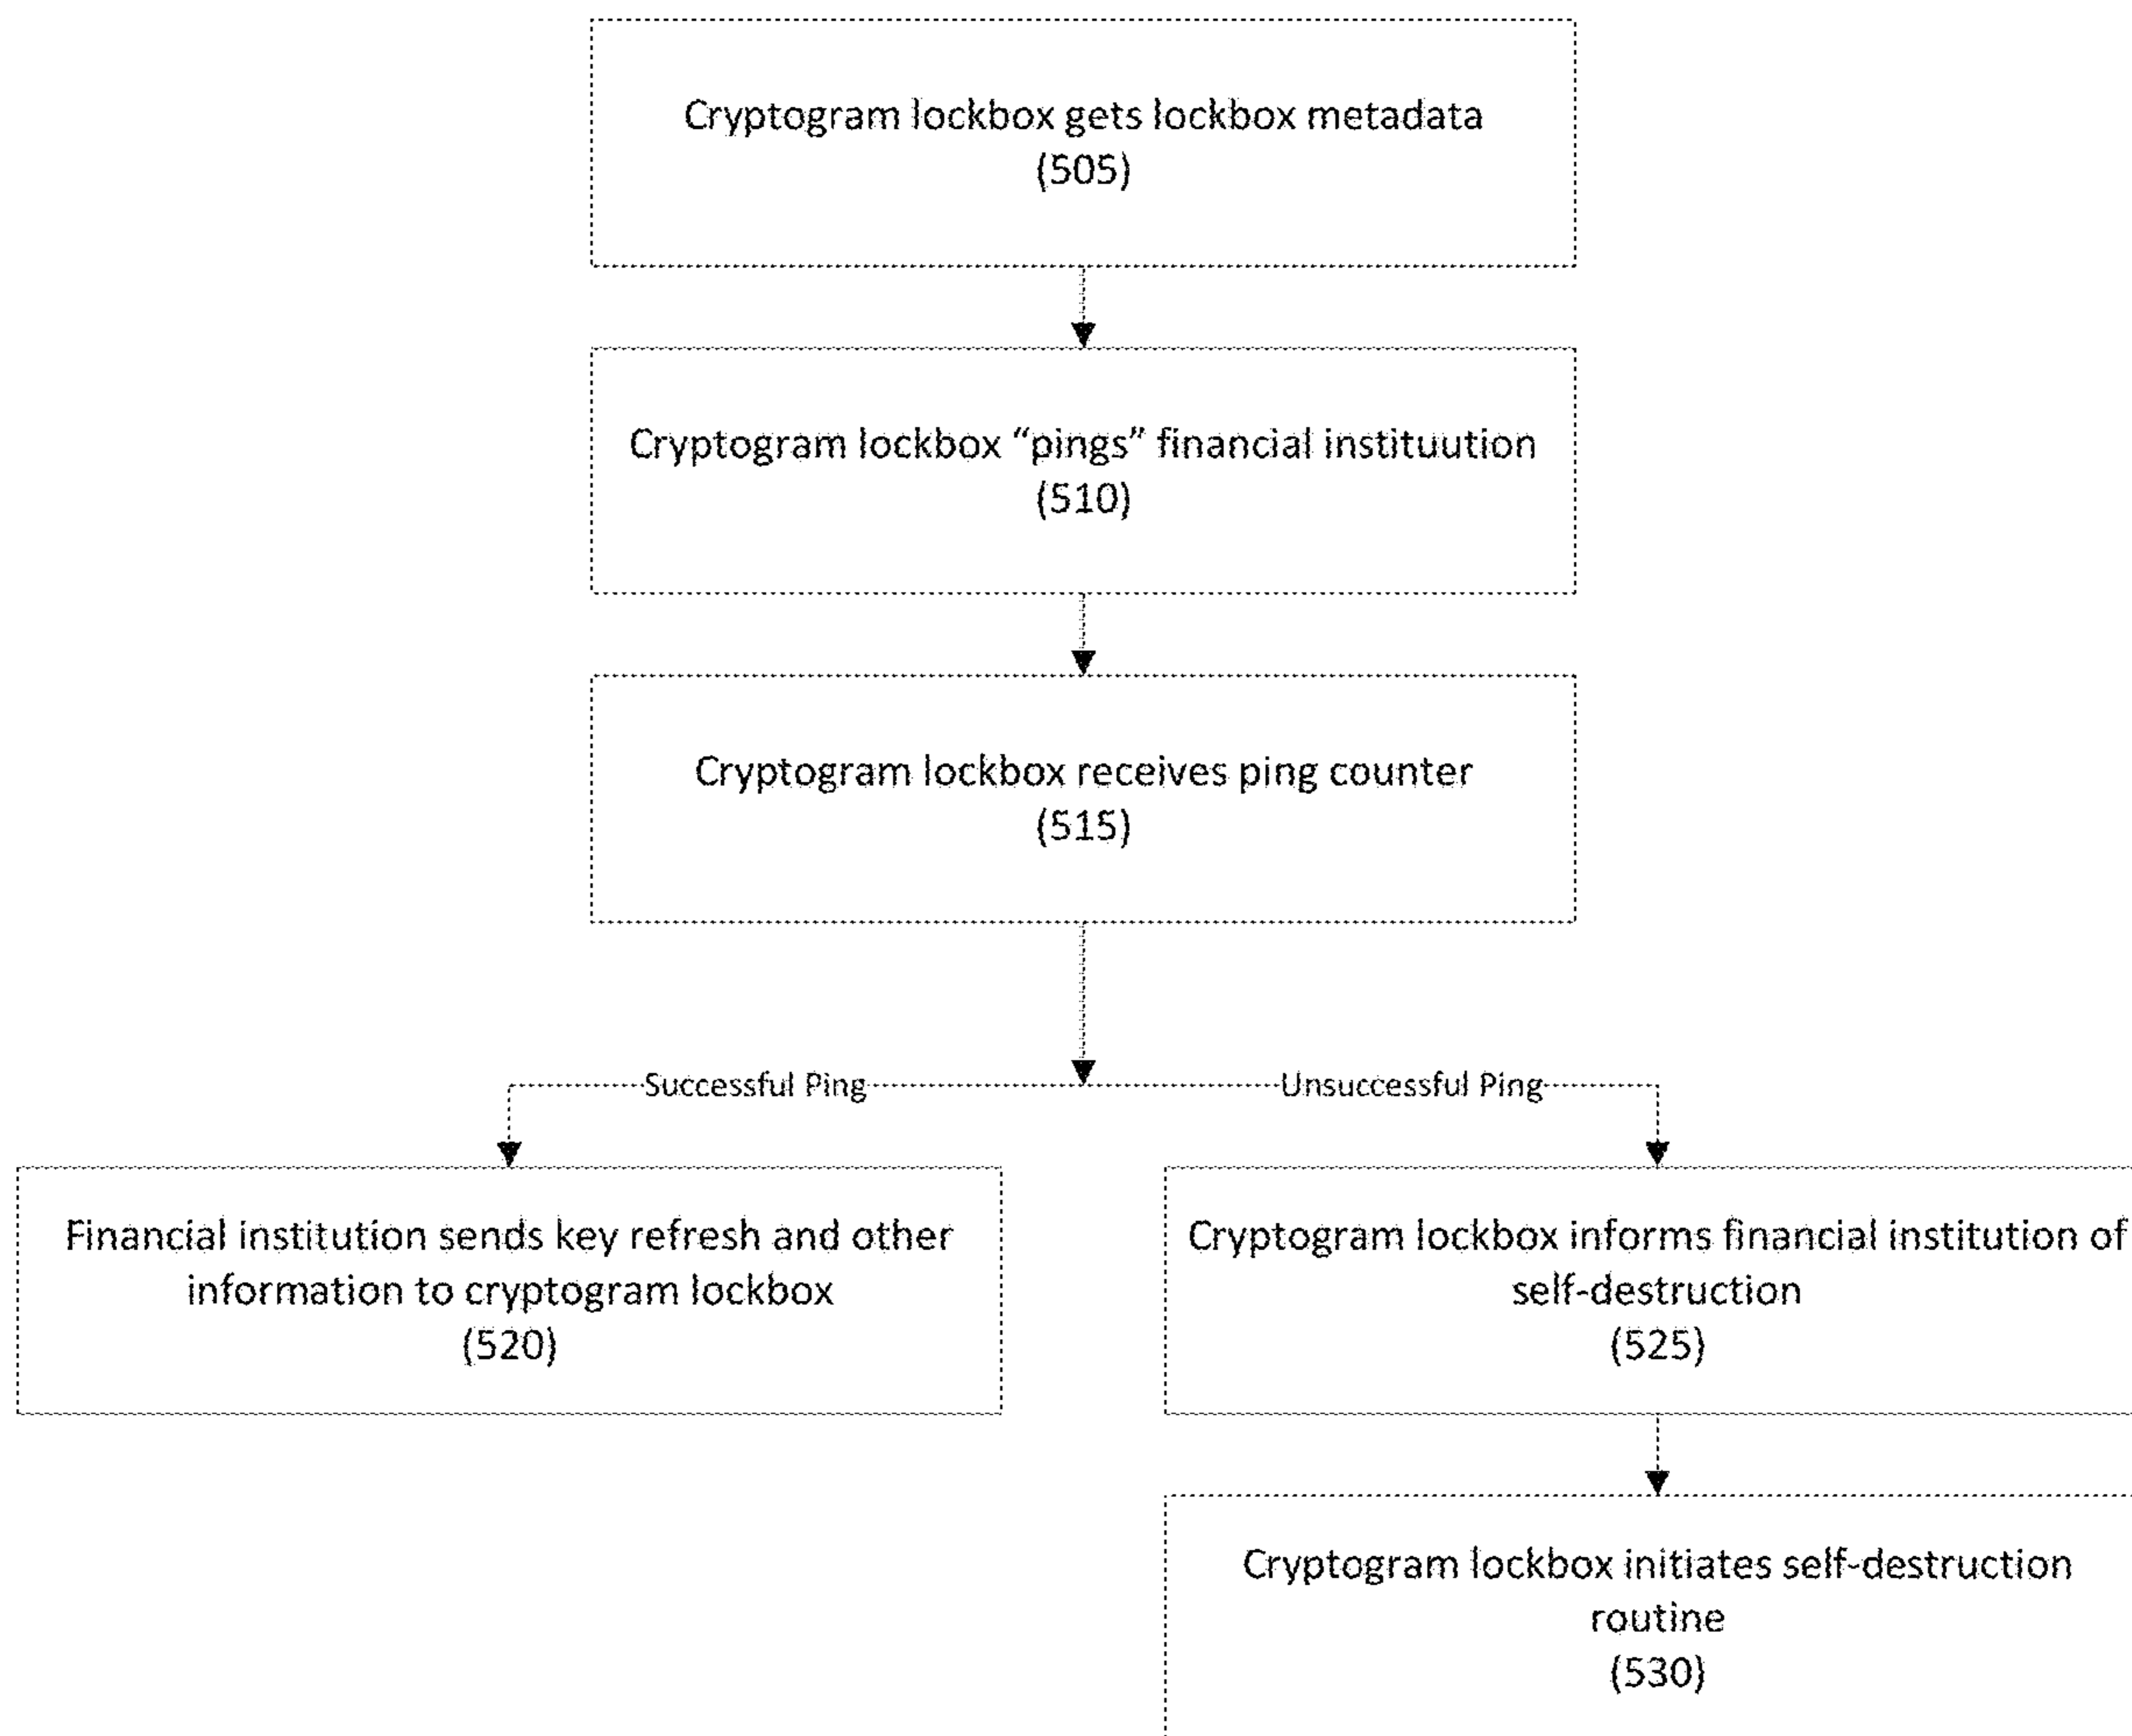 Cryptogram lockbox gets lockbox metadata
(505)
Cryptogram lockbox “pings” financial instituution
(510)
Cryptogram lockbox receives ping counter
(515)
Successful Ping
Unsuccessful Ping
Financial institution sends key refresh and other
information to cryptogram lockbox
(520)
Cryptogram lockbox informs financial institution of
self-destruction
(525)
Cryptogram lockbox initiates self-destruction
routine
(530)